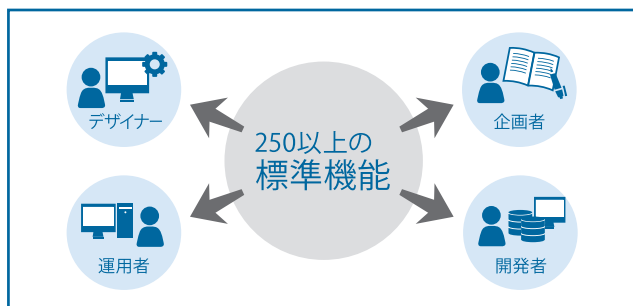 デザイナー
企画者
250以上の
標準機能
運用者
開発者